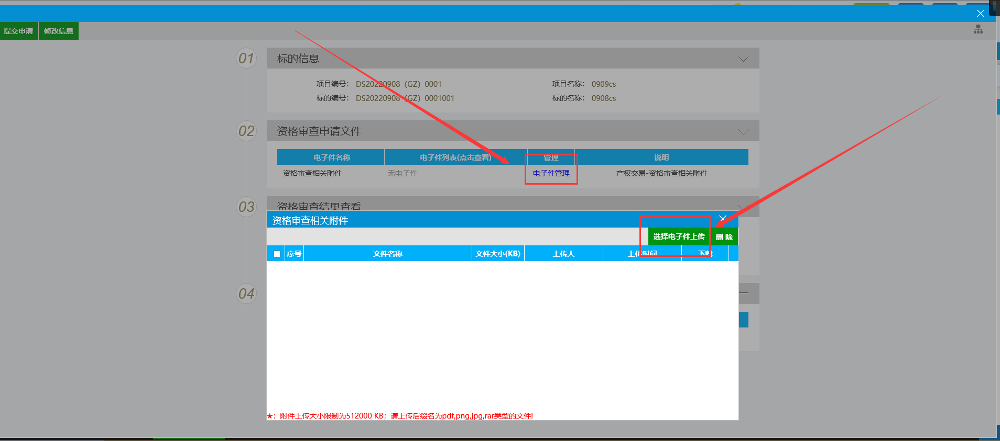 提交申请 修改信息
01 标的信息
项目编号： DS20220908（GZ）0001 项目名称： 0909cs
标的编号： DS20220908（GZ）0001001 标的名称： 0908cs
02 资格审查申请文件
电子件名称 电子件列表(点击查看) 管理 说明
资格审查相关附件 无电子件 电子件管理 产权交易-资格审查相关附件
03 资格审查结果查看
资格审查相关附件
选择电子件上传 删 除
序号 文件名称 文件大小(KB) 上传人 上传时间 下载
04
★：附件上传大小限制为512000 KB；请上传后缀名为pdf,png,jpg,rar类型的文件!